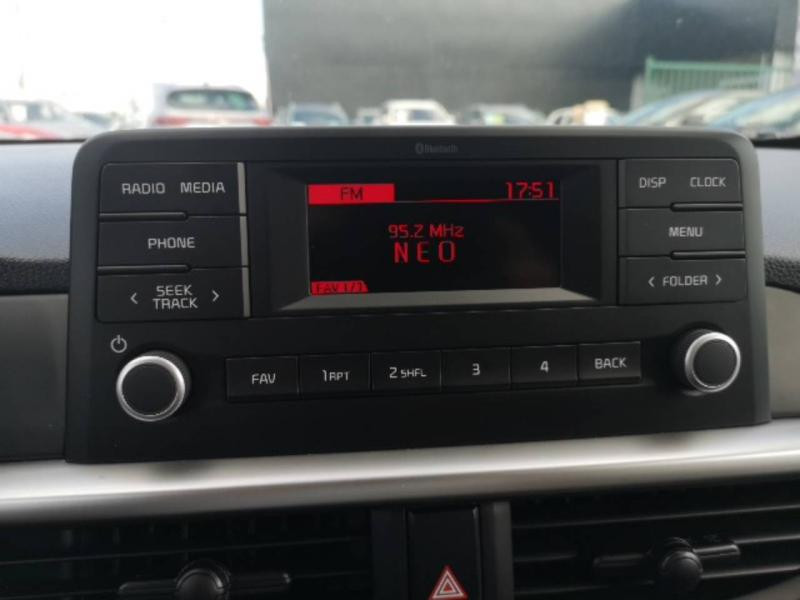 Bluetooth
RADIO MEDIA
PHONE
< SEEK TRACK >
FM 17:51
95.2 MHz
NEO
FAV 1/3
DISP CLOCK
MENU
< FOLDER >
FAV 1 RPT 2 SHFL 3 4 BACK